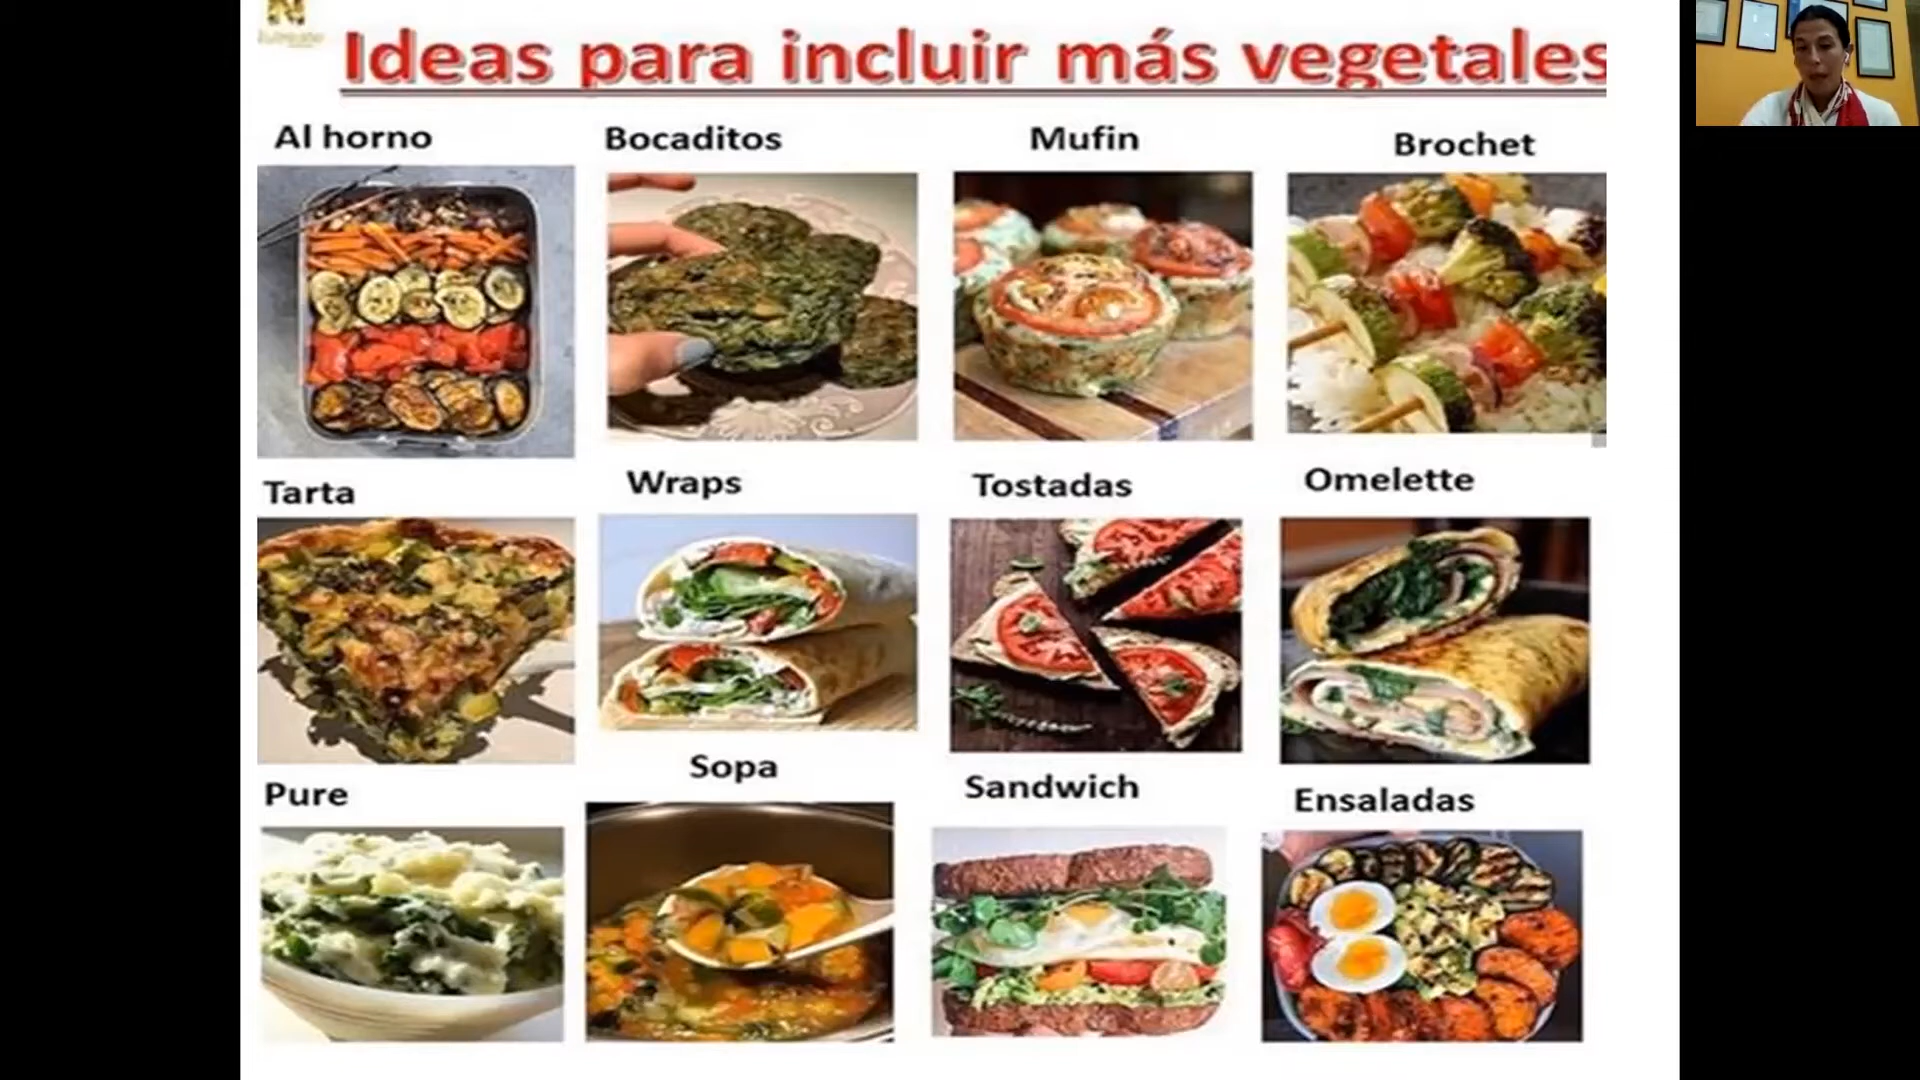 Ideas para incluir más vegetales
Al horno
Bocaditos
Mufin
Brochet
Tarta
Wraps
Tostadas
Omelette
Pure
Sopa
Sandwich
Ensaladas